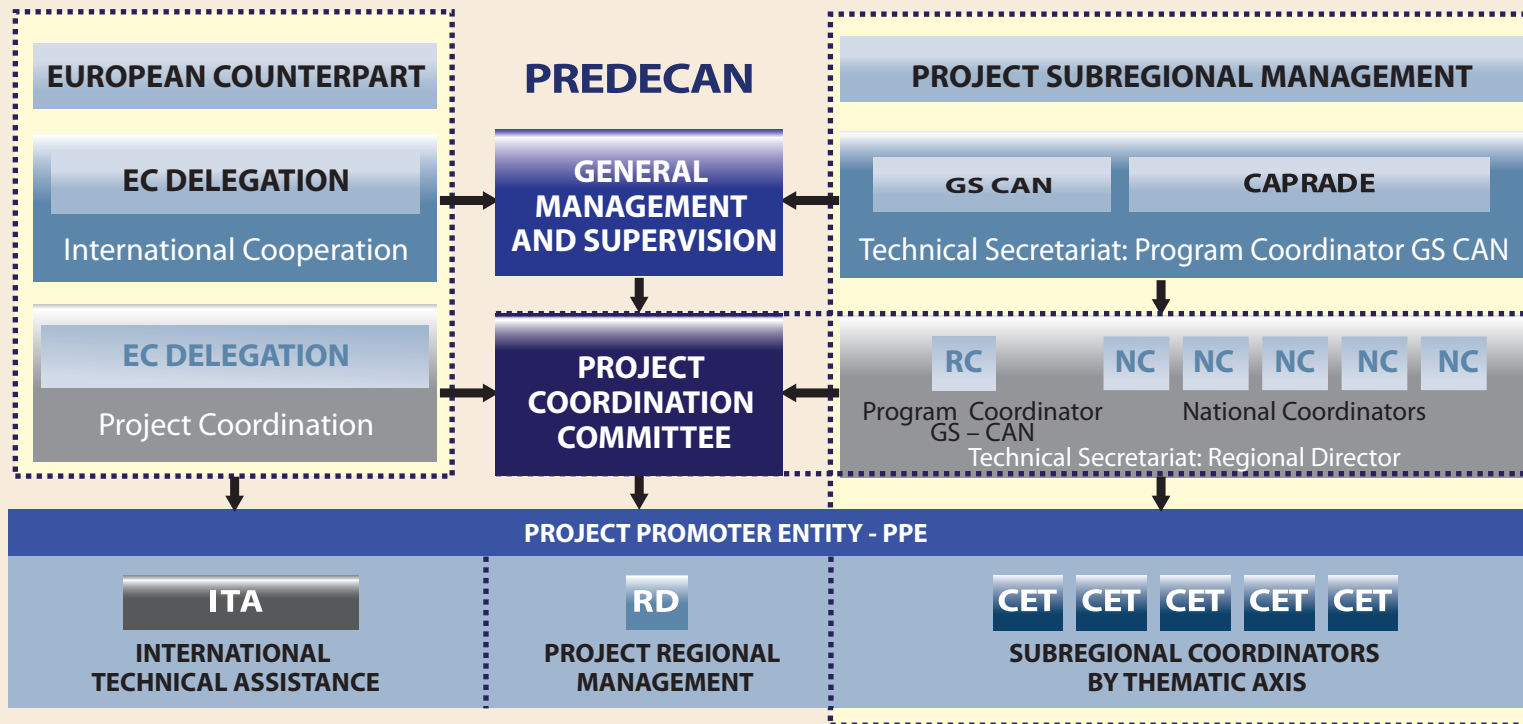 EUROPEAN COUNTERPART
EC DELEGATION
International Cooperation
EC DELEGATION
Project Coordination
PREDECAN
GENERAL
MANAGEMENT
AND SUPERVISION
PROJECT
COORDINATION
COMMITTEE
PROJECT SUBREGIONAL MANAGEMENT
GS CAN
CAPRADE
Technical Secretariat: Program Coordinator GS CAN
RC
NC NC NC NC NC
Program Coordinator
GS – CAN
National Coordinators
Technical Secretariat: Regional Director
PROJECT PROMOTER ENTITY - PPE
ITA
INTERNATIONAL
TECHNICAL ASSISTANCE
RD
PROJECT REGIONAL
MANAGEMENT
CET CET CET CET CET
SUBREGIONAL COORDINATORS
BY THEMATIC AXIS